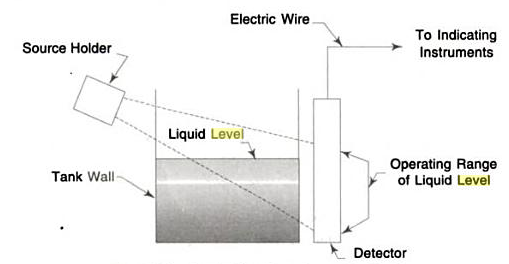 Electric Wire
To Indicating
Instruments
Source Holder
Liquid Level
Tank Wall
Operating Range
of Liquid Level
Detector